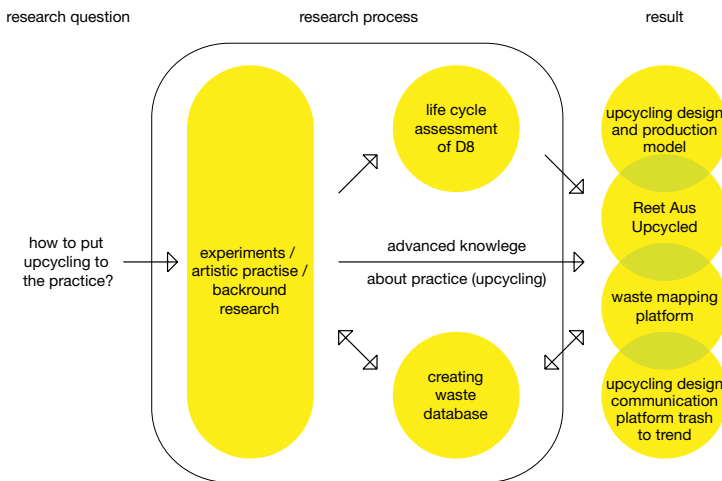 research question
research process
result
how to put
upcycling to
the practice?
experiments /
artistic practise /
backround
research
life cycle
assessment
of D8
advanced knowlege
about practice (upcycling)
creating
waste
database
upcycling design
and production
model
Reet Aus
Upcycled
waste mapping
platform
upcycling design
communication
platform trash
to trend